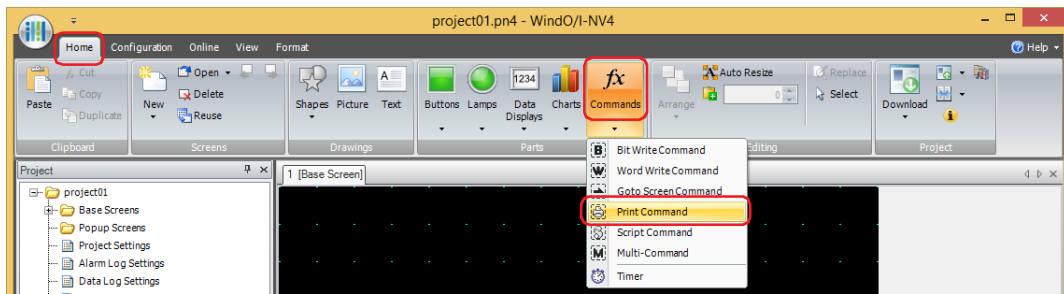 project01.pn4 - WindO/I-NV4
Home Configuration Online View Format Help
Paste
Cut
Copy
Duplicate
Clipboard
New
Open
Delete
Reuse
Screens
Shapes Picture Text
Drawings
Buttons Lamps Data Displays Charts Commands
Parts
Arrange
Auto Resize
0
Replace
Select
Editing
Download
Project
Bit Write Command
Word Write Command
Goto Screen Command
Print Command
Script Command
Multi-Command
Timer
Project
project01
Base Screens
Popup Screens
Project Settings
Alarm Log Settings
Data Log Settings
1 [Base Screen]